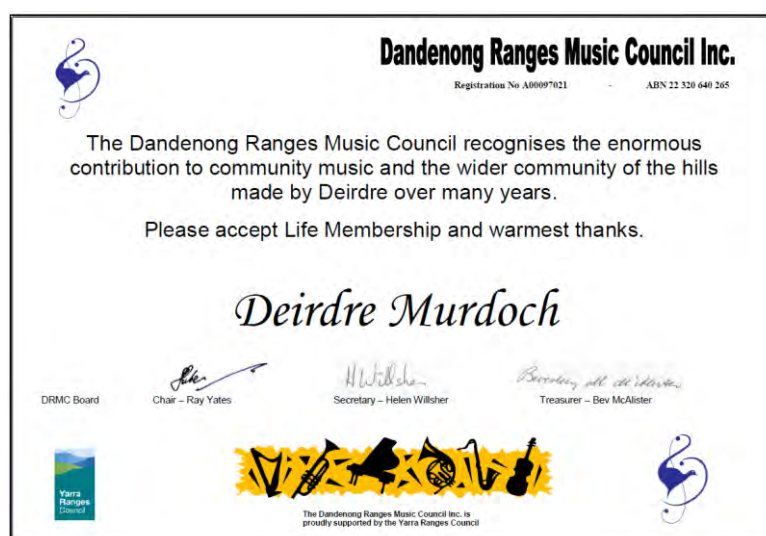 Dandenong Ranges Music Council Inc.
Registration No A00097021 - ABN 22 320 640 265
The Dandenong Ranges Music Council recognises the enormous
contribution to community music and the wider community of the hills
made by Deirdre over many years.
Please accept Life Membership and warmest thanks.
Deirdre Murdoch
H Willsher
DRMC Board
Chair – Ray Yates
Secretary – Helen Willsher
Treasurer – Bev McAlister
Yarra
Ranges
Council
The Dandenong Ranges Music Council Inc. is
proudly supported by the Yarra Ranges Council